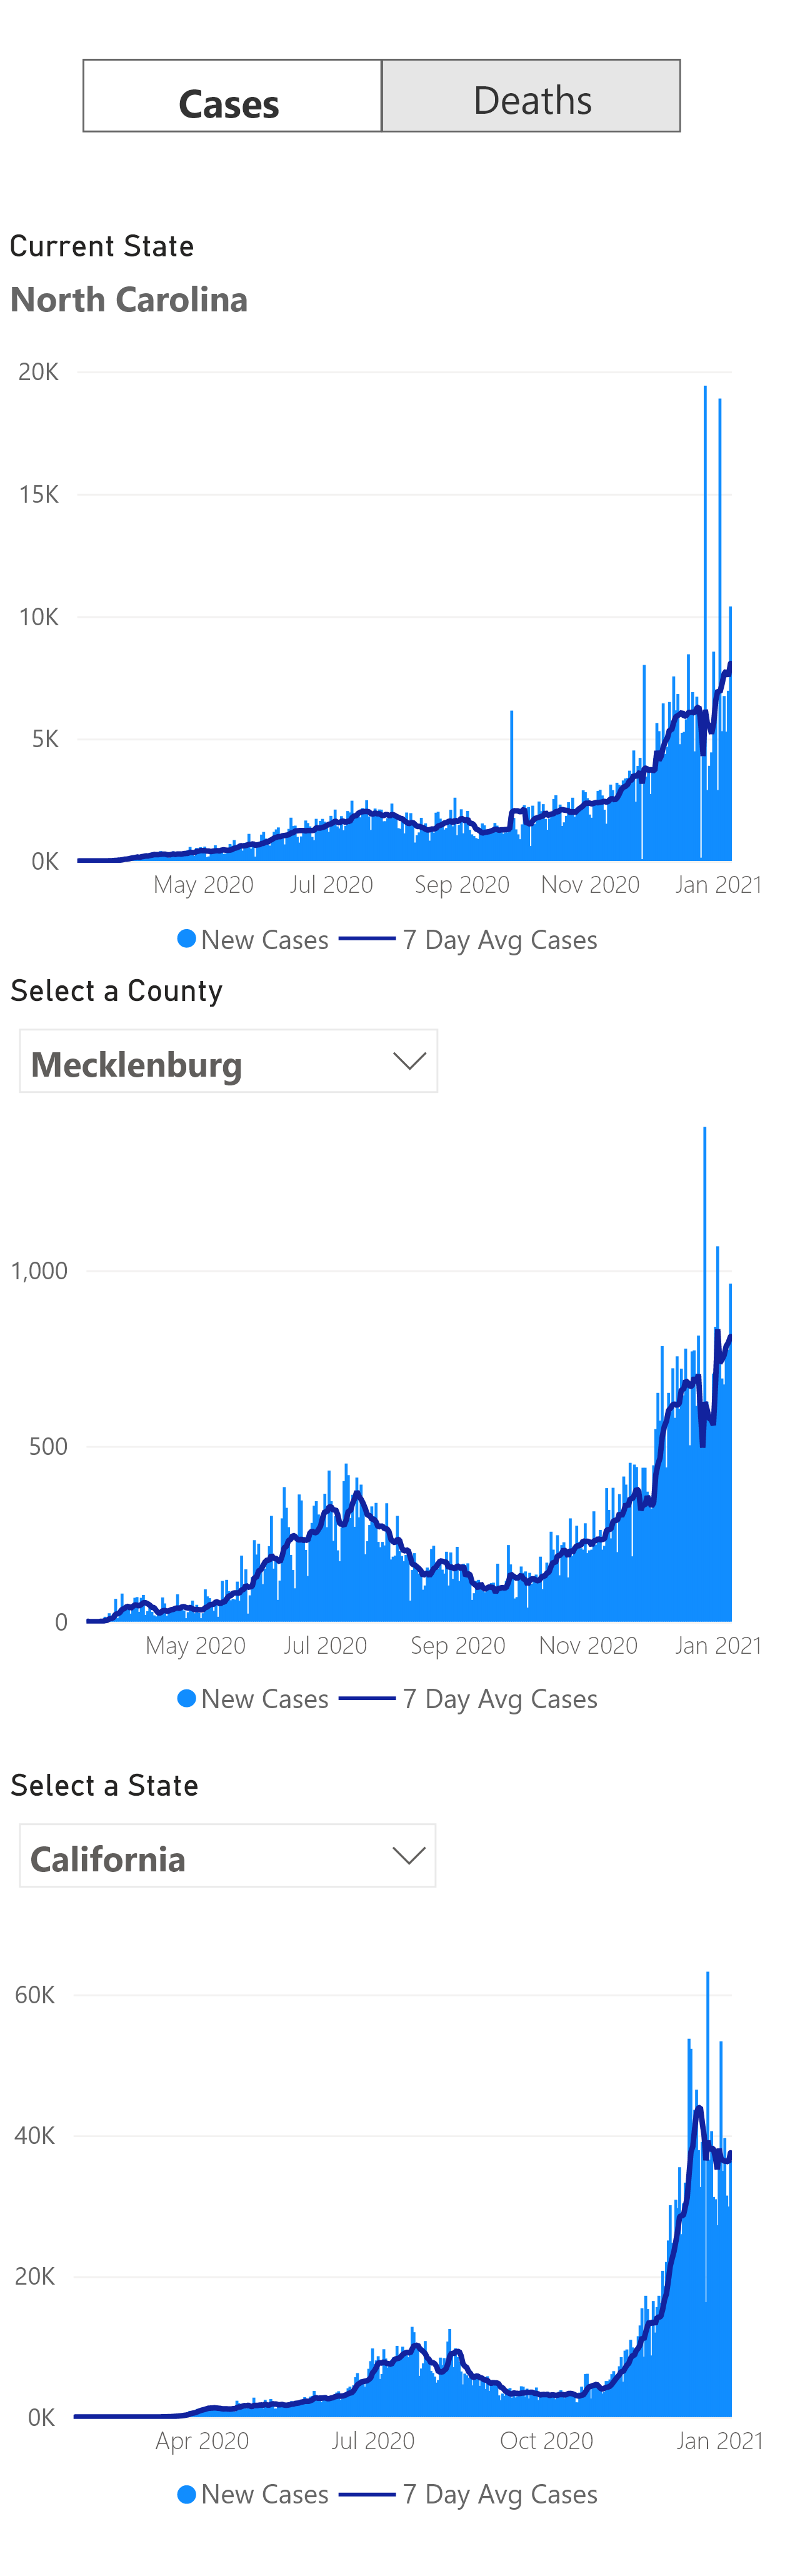 Cases Deaths
Current State
North Carolina
20K
15K
10K
5K
0K
May 2020 Jul 2020 Sep 2020 Nov 2020 Jan 2021
New Cases 7 Day Avg Cases
Select a County
Mecklenburg
1,000
500
0
May 2020 Jul 2020 Sep 2020 Nov 2020 Jan 2021
New Cases 7 Day Avg Cases
Select a State
California
60K
40K
20K
0K
Apr 2020 Jul 2020 Oct 2020 Jan 2021
New Cases 7 Day Avg Cases